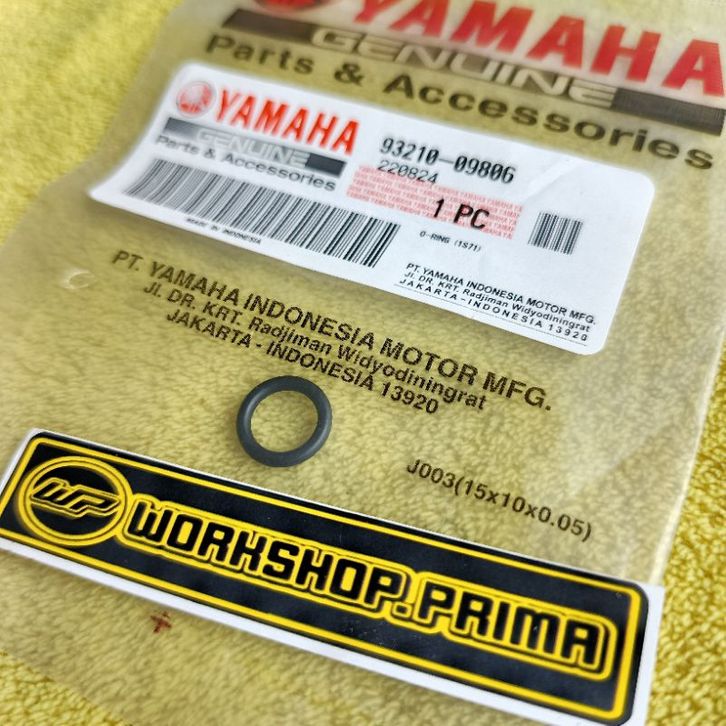 YAMAHA
GENUINE
Parts & Accessories
YAMAHA
GENUINE
Parts & Accessories
93210-09806
220824
1 PC
MADE IN INDONESIA
O-RING (1S71)
PT. YAMAHA INDONESIA MOTOR MFG.
Jl. DR. KRT. Radjiman Widyodiningrat
JAKARTA - INDONESIA 13920
PT. YAMAHA INDONESIA MOTOR MFG.
Jl. DR. KRT. Radjiman Widyodiningrat
JAKARTA - INDONESIA 13920
J003(15x10x0.05)
WP WORKSHOP.PRIMA